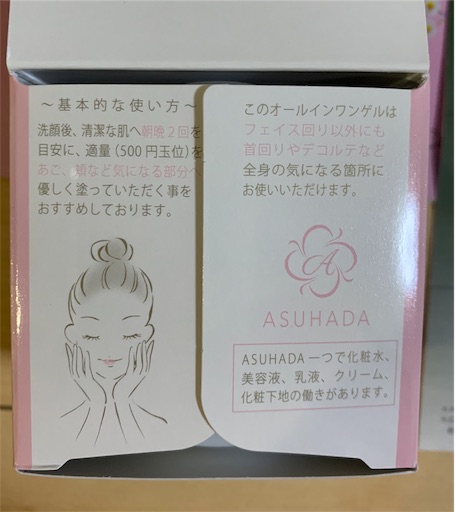 ～基本的な使い方～
洗顔後、清潔な肌へ朝晩2回を
目安に、適量(500円玉位)を
あご、頬など気になる部分へ
優しく塗っていただく事を
おすすめしております。
このオールインワンゲルは
フェイス回り以外にも
首回りやデコルテなど
全身の気になる箇所に
お使いいただけます。
A
ASUHADA
ASUHADA一つで化粧水、
美容液、乳液、クリーム、
化粧下地の働きがあります。